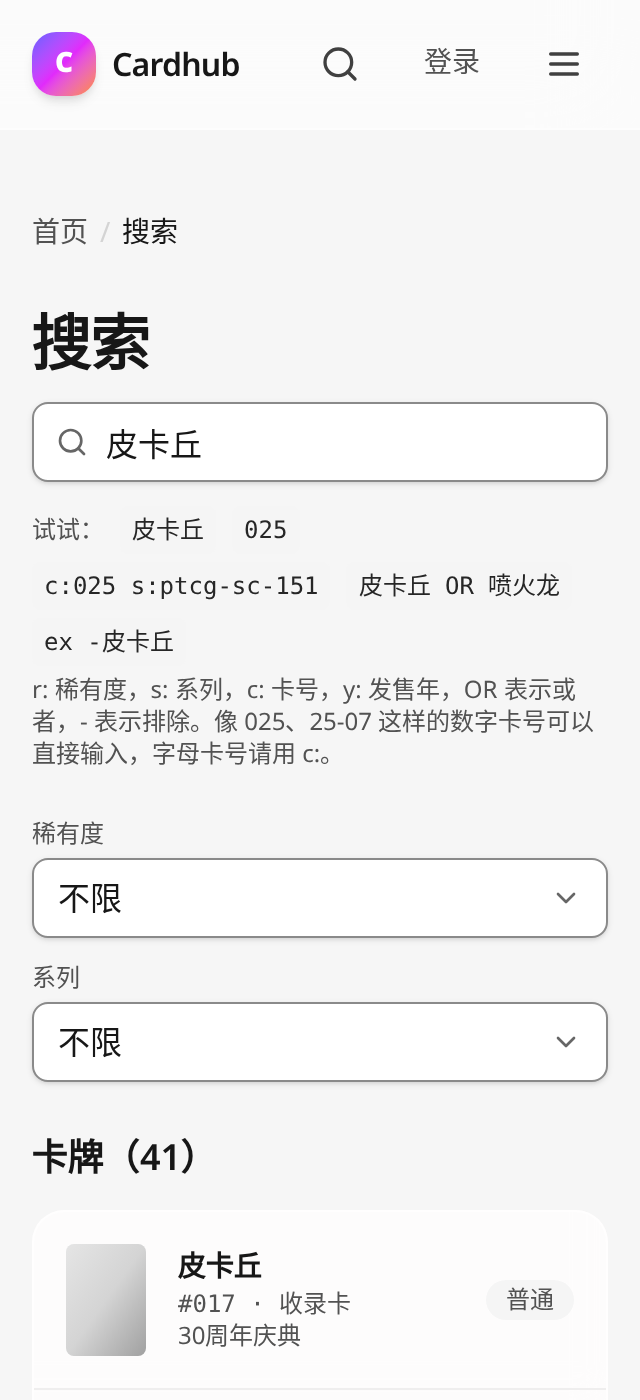 C Cardhub 登录
首页 / 搜索
搜索
皮卡丘
试试： 皮卡丘 025
c:025 s:ptcg-sc-151 皮卡丘 OR 喷火龙
ex -皮卡丘
r: 稀有度，s: 系列，c: 卡号，y: 发售年，OR 表示或
者，- 表示排除。像 025、25-07 这样的数字卡号可以
直接输入，字母卡号请用 c:。
稀有度
不限
系列
不限
卡牌（41）
皮卡丘
#017 · 收录卡
普通
30周年庆典